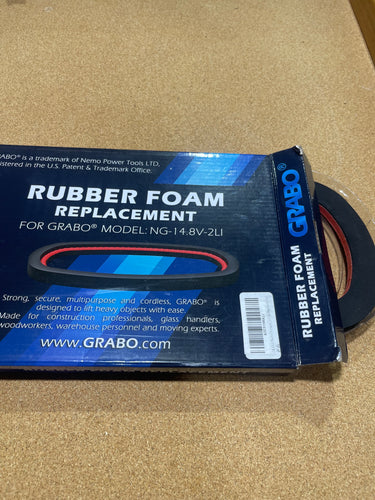 GRABO® is a trademark of Nemo Power Tools LTD,
registered in the U.S. Patent & Trademark Office.
RUBBER FOAM
REPLACEMENT
FOR GRABO® MODEL: NG-14.8V-2LI
Strong, secure, multipurpose and cordless, GRABO® is
designed to lift heavy objects with ease.
Made for construction professionals, glass handlers,
woodworkers, warehouse personnel and moving experts.
www.GRABO.com
GRABO®
RUBBER FOAM
REPLACEMENT